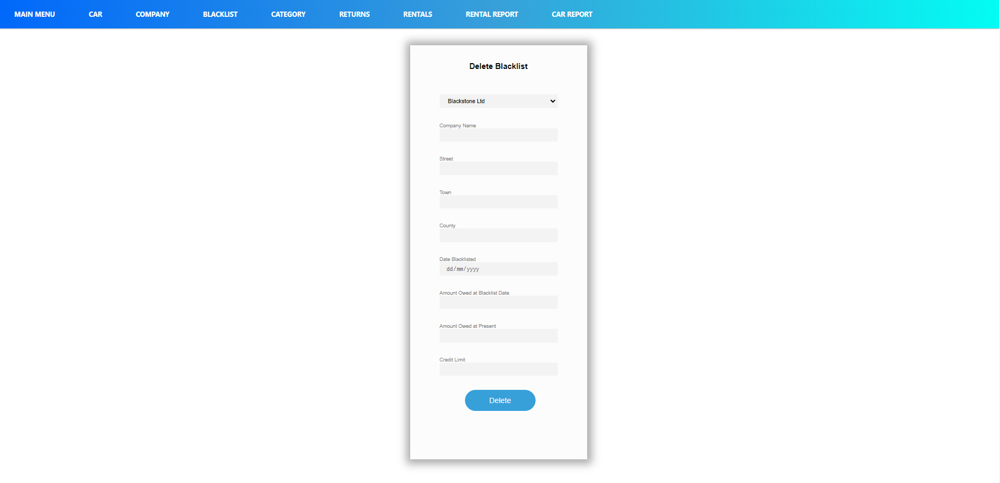 MAIN MENU CAR COMPANY BLACKLIST CATEGORY RETURNS RENTALS RENTAL REPORT CAR REPORT
Delete Blacklist
Blackstone Ltd
Company Name
Street
Town
County
Date Blacklisted
dd/mm/yyyy
Amount Owed at Blacklist Date
Amount Owed at Present
Credit Limit
Delete